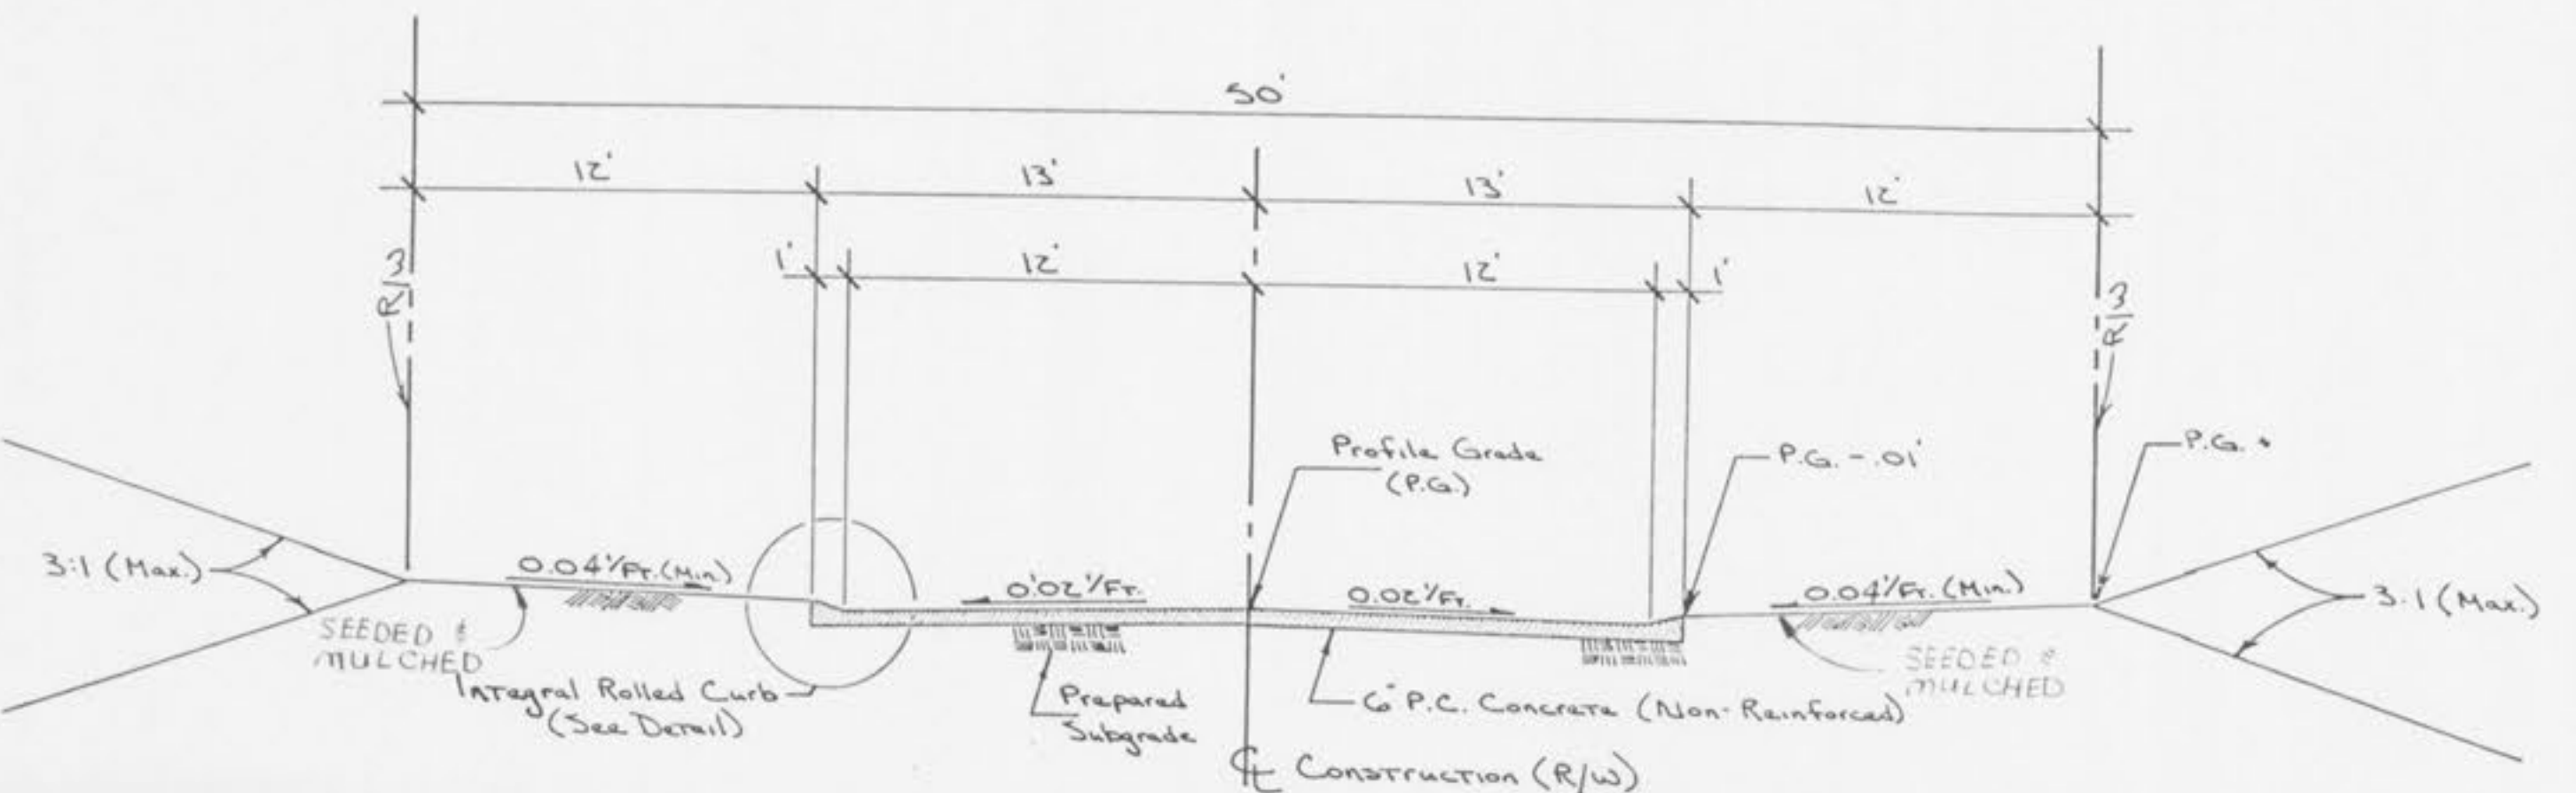 50'
12'
13'
13'
12'
1'
12'
12'
1'
R/W
R/W
Profile Grade
(P.G.)
P.G. -.01'
P.G. +
3:1 (Max.)
0.04'/Ft. (Min.)
0.02'/Ft.
0.02'/Ft.
0.04'/Ft. (Min.)
3:1 (Max.)
SEEDED &
MULCHED
SEEDED &
MULCHED
Integral Rolled Curb
(See Detail)
Prepared
Subgrade
6" P.C. Concrete (Non-Reinforced)
℄ Construction (R/W)